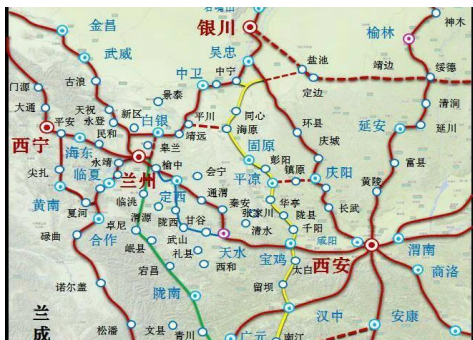 石嘴山
金昌
银川
神木
榆林
武威
吴忠
盐池
靖边
绥德
门源
古浪
中卫
中宁
定边
大通
天祝
景泰
清涧
平安
永登
新区
白银
平川
同心
环县
延安
延川
西宁
民和
靖远
海原
庆城
海东
皋兰
固原
富县
永靖
兰州
榆中
彭阳
尖扎
临夏
会宁
平凉
镇原
庆阳
黄陵
黄南
临洮
定西
通渭
华亭
夏河
渭源
陇西
甘谷
秦安
张家川
陇县
长武
碌曲
卓尼
合作
武山
清水
千阳
咸阳
岷县
礼县
天水
宝鸡
西安
渭南
诺尔盖
宕昌
西和
太白
商洛
兰
陇南
留坝
成
汉中
安康
松潘
文县
青川
广元
南江